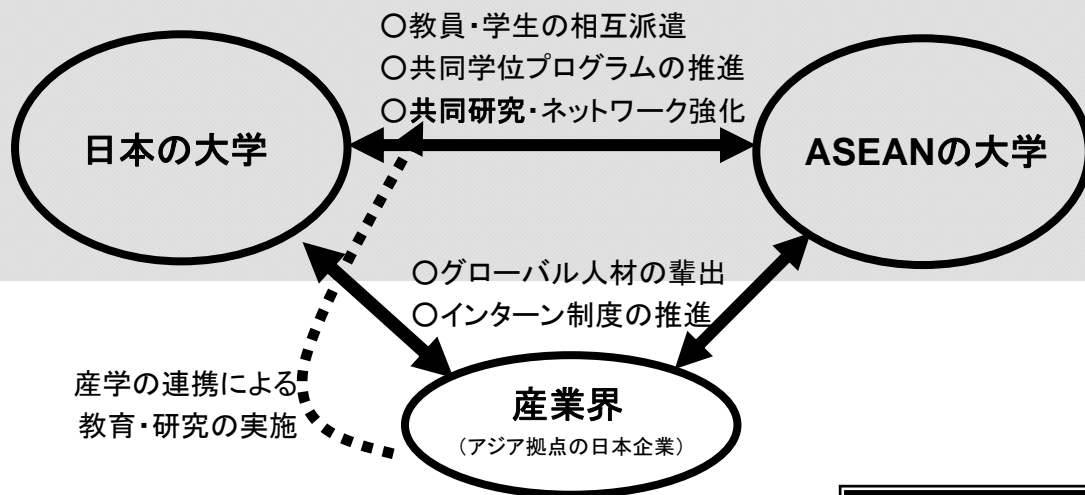 ○教員・学生の相互派遣
○共同学位プログラムの推進
○共同研究・ネットワーク強化
日本の大学
ASEANの大学
○グローバル人材の輩出
○インターン制度の推進
産学の連携による
教育・研究の実施
産業界
(アジア拠点の日本企業)